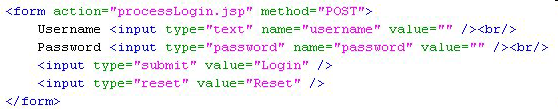 <form action="processLogin.jsp" method="POST">
Username <input type="text" name="username" value="" /><br/>
Password <input type="password" name="password" value="" /><br/>
<input type="submit" value="Login" />
<input type="reset" value="Reset" />
</form>